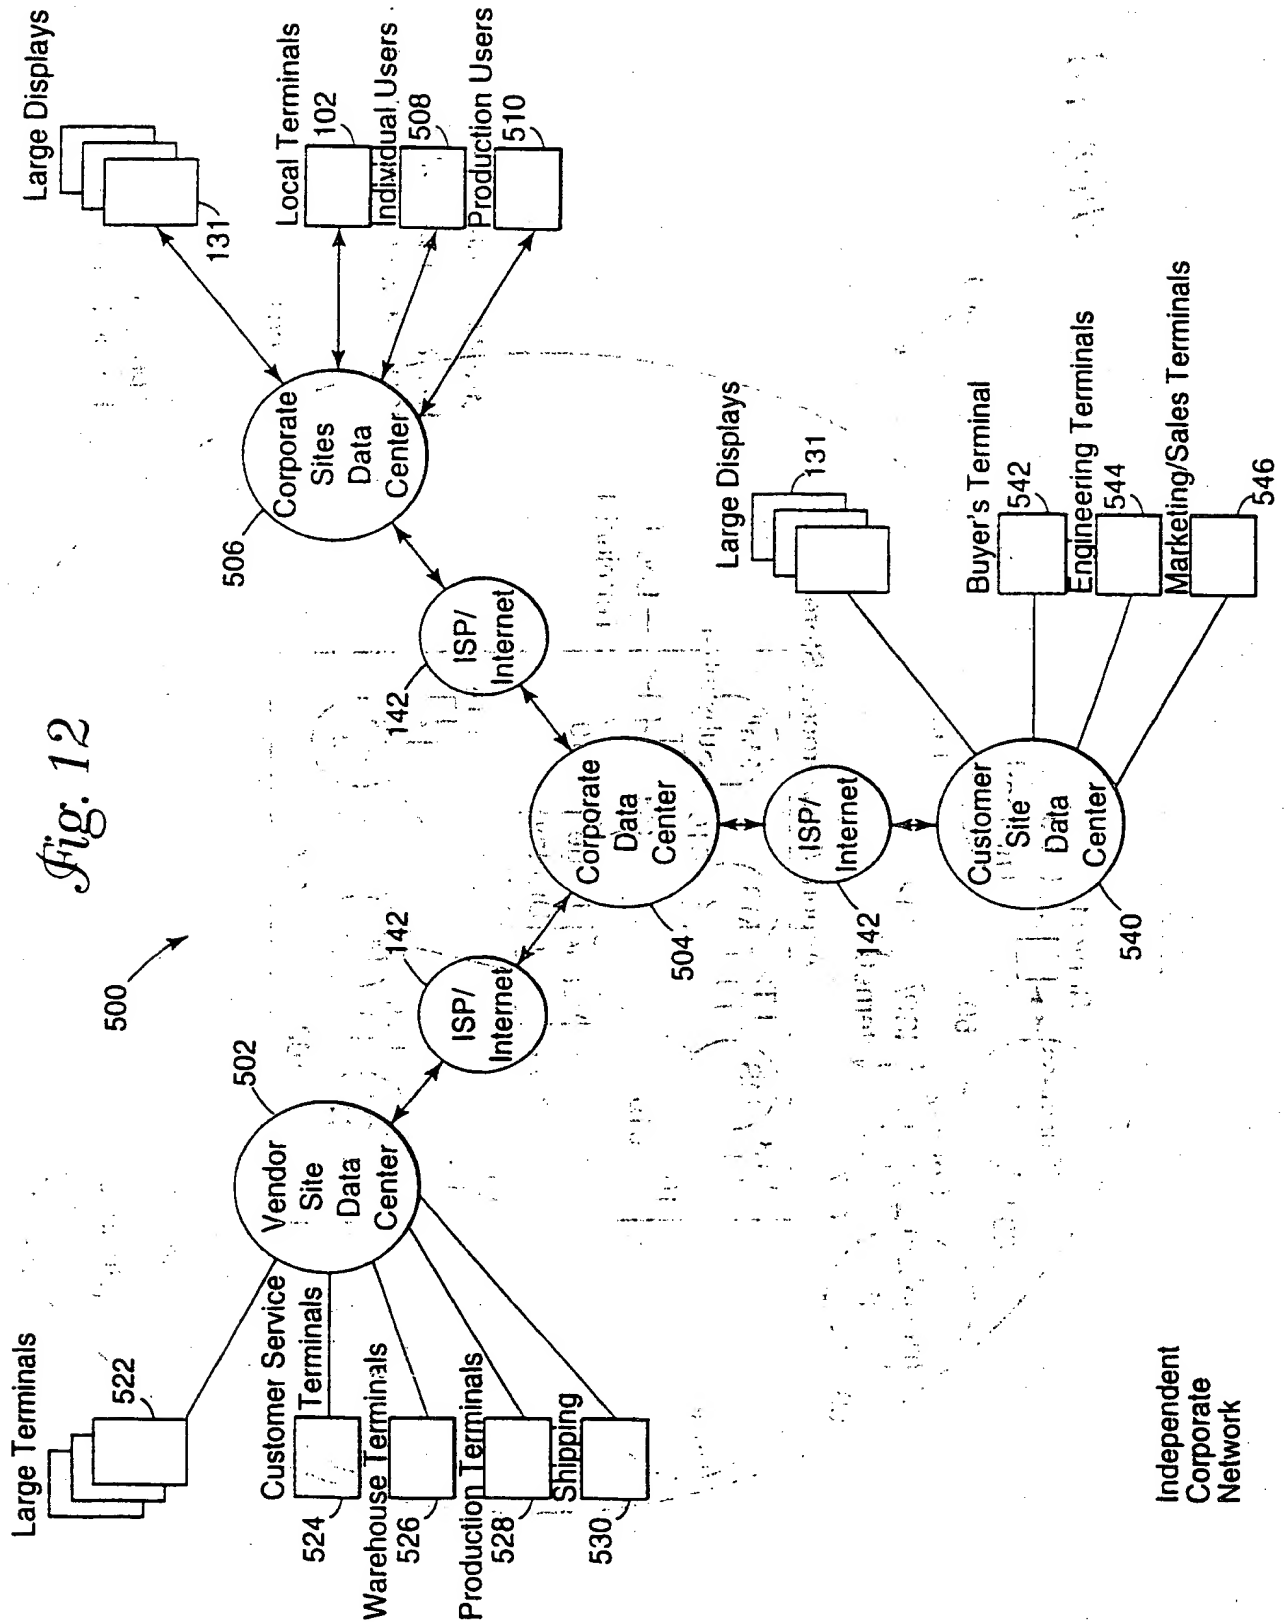 Fig. 12
500
Large Terminals
522
Customer Service
Terminals
524
Warehouse Terminals
526
Production Terminals
528
Shipping
530
Vendor
Site
Data
Center
502
ISP/
Internet
142
Corporate
Data
Center
504
ISP/
Internet
142
Corporate
Sites
Data
Center
506
Large Displays
131
Local Terminals
102
Individual Users
508
Production Users
510
ISP/
Internet
142
Customer
Site
Data
Center
540
Large Displays
131
Buyer's Terminal
542
Engineering Terminals
544
Marketing/Sales Terminals
546
Independent
Corporate
Network